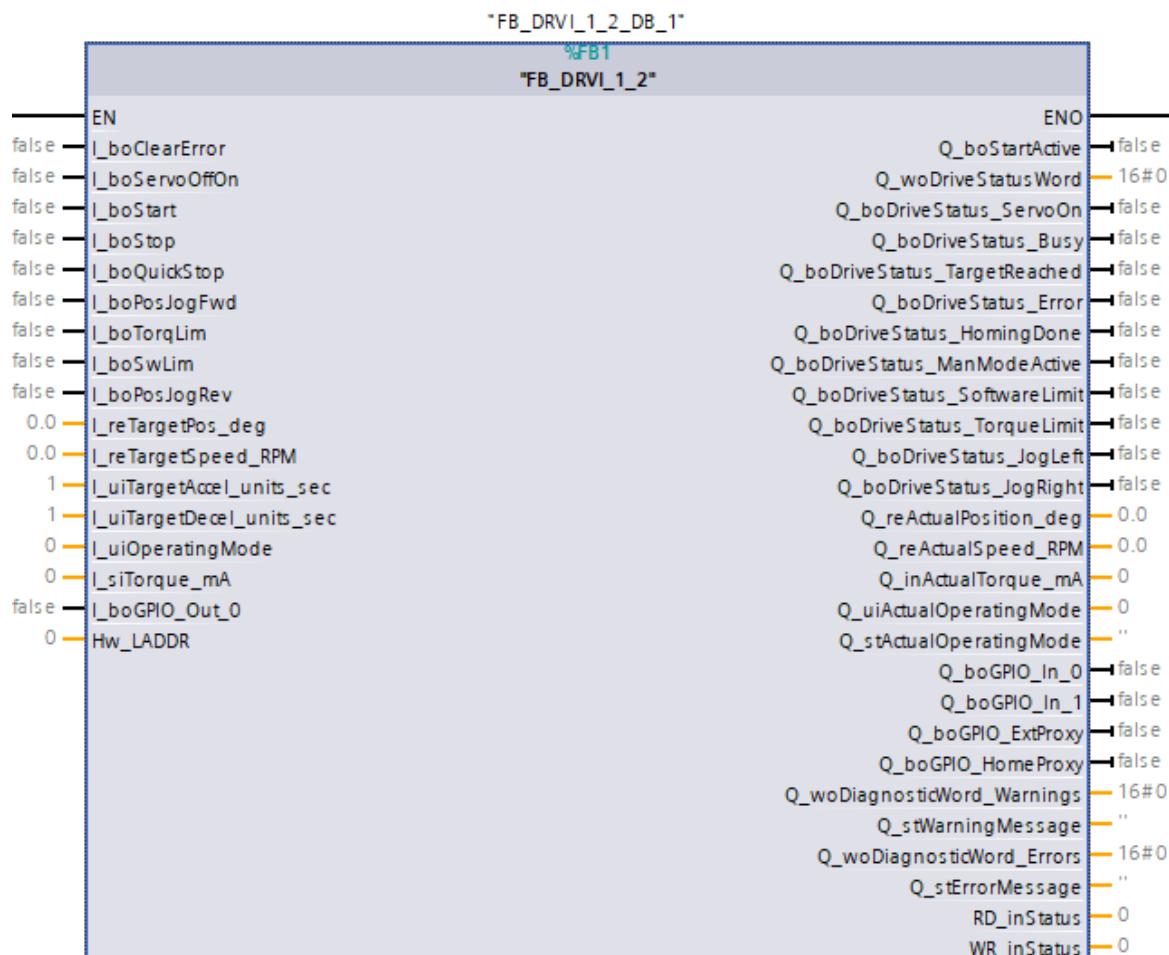 "FB_DRVI_1_2_DB_1"
%FB1
"FB_DRVI_1_2"
EN ENO
false I_boClearError Q_boStartActive false
false I_boServoOffOn Q_woDriveStatusWord 16#0
false I_boStart Q_boDriveStatus_ServoOn false
false I_boStop Q_boDriveStatus_Busy false
false I_boQuickStop Q_boDriveStatus_TargetReached false
false I_boPosJogFwd Q_boDriveStatus_Error false
false I_boTorqLim Q_boDriveStatus_HomingDone false
false I_boSwLim Q_boDriveStatus_ManModeActive false
false I_boPosJogRev Q_boDriveStatus_SoftwareLimit false
0.0 I_reTargetPos_deg Q_boDriveStatus_TorqueLimit false
0.0 I_reTargetSpeed_RPM Q_boDriveStatus_JogLeft false
1 I_uiTargetAccel_units_sec Q_boDriveStatus_JogRight false
1 I_uiTargetDecel_units_sec Q_reActualPosition_deg 0.0
0 I_uiOperatingMode Q_reActualSpeed_RPM 0.0
0 I_siTorque_mA Q_inActualTorque_mA 0
false I_boGPIO_Out_0 Q_uiActualOperatingMode 0
0 Hw_LADDR Q_stActualOperatingMode ''
Q_boGPIO_In_0 false
Q_boGPIO_In_1 false
Q_boGPIO_ExtProxy false
Q_boGPIO_HomeProxy false
Q_woDiagnosticWord_Warnings 16#0
Q_stWarningMessage ''
Q_woDiagnosticWord_Errors 16#0
Q_stErrorMessage ''
RD_inStatus 0
WR_inStatus 0